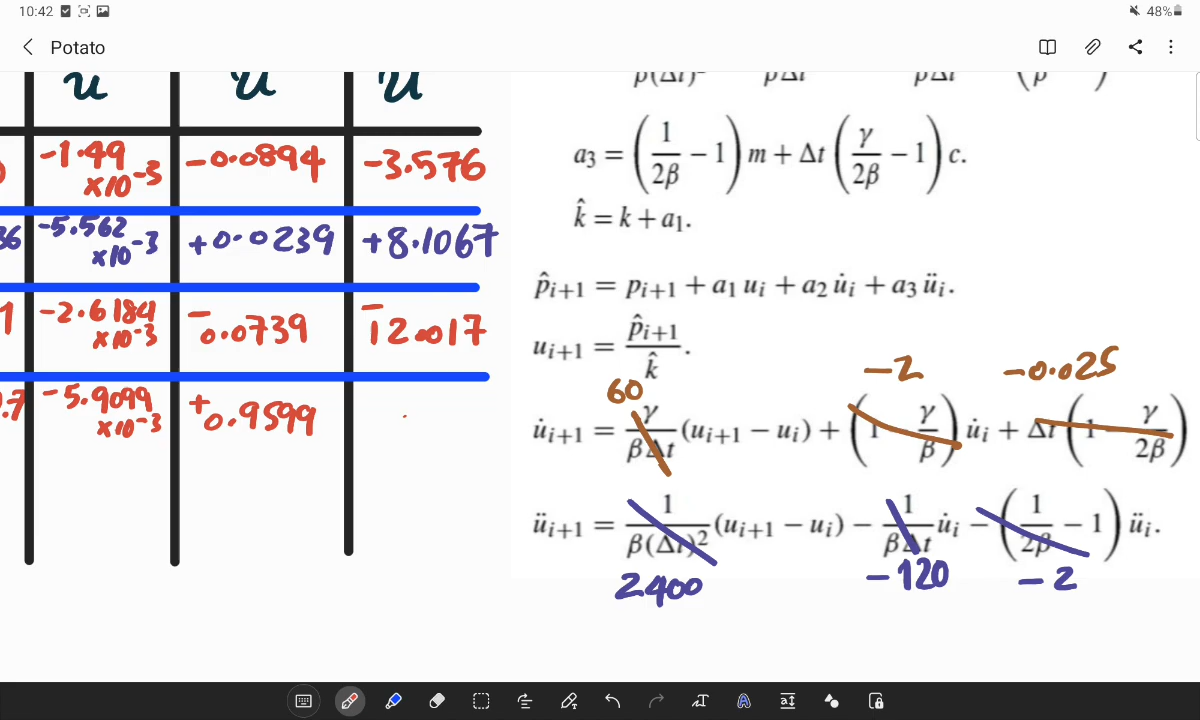 10:42 48%
Potato
u u̇ ü
-1.49 ×10⁻³ -0.0894 -3.576
-5.562 ×10⁻³ +0.0239 +8.1067
-2.6184 ×10⁻³ -0.0739 -12.017
-5.9099 ×10⁻³ +0.9599
a₃ = (1/2β − 1) m + Δt (γ/2β − 1) c.
k̂ = k + a₁.
p̂ᵢ₊₁ = pᵢ₊₁ + a₁ uᵢ + a₂ u̇ᵢ + a₃ üᵢ.
uᵢ₊₁ = p̂ᵢ₊₁/k̂.
60 -2 -0.025
u̇ᵢ₊₁ = γ/βΔt (uᵢ₊₁ − uᵢ) + (1 − γ/β) u̇ᵢ + Δt (1 − γ/2β)
üᵢ₊₁ = 1/β(Δt)² (uᵢ₊₁ − uᵢ) − 1/βΔt u̇ᵢ − (1/2β − 1) üᵢ.
2400 -120 -2